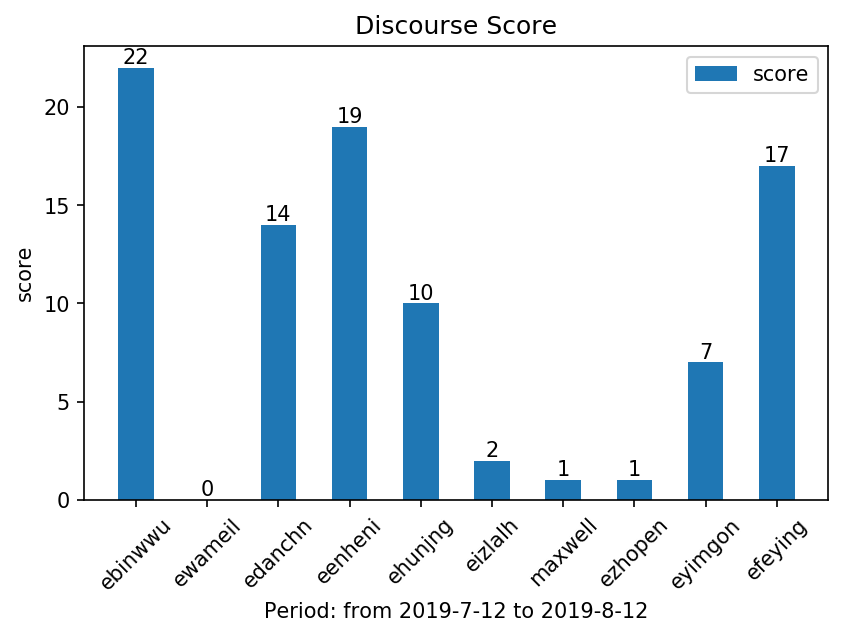 Discourse Score
score
22
0
14
19
10
2
1
1
7
17
20
15
10
5
0
score
ebinwwu
ewameil
edanchn
eenheni
ehunjng
eizlalh
maxwell
ezhopen
eyimgon
efeying
Period: from 2019-7-12 to 2019-8-12